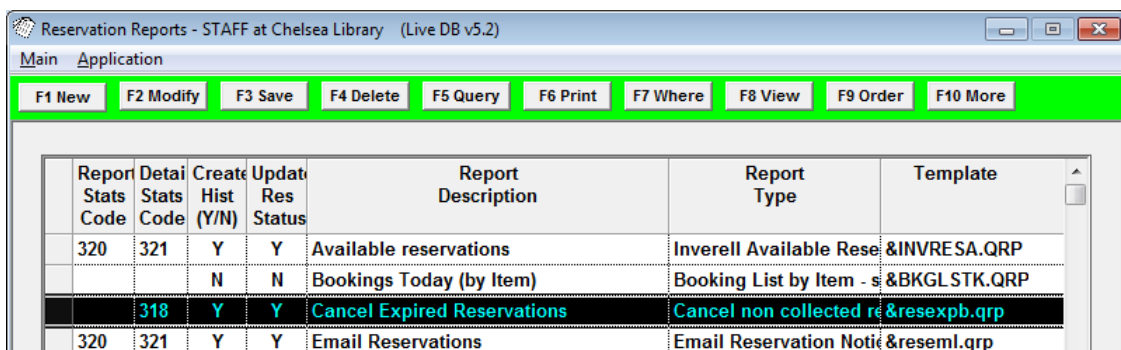 Reservation Reports - STAFF at Chelsea Library (Live DB v5.2)
Main Application
F1 New F2 Modify F3 Save F4 Delete F5 Query F6 Print F7 Where F8 View F9 Order F10 More
Report Detai Create Updat Report Report Template
Stats Stats Hist Res Description Type
Code Code (Y/N) Status
320 321 Y Y Available reservations Inverell Available Rese &INVRESA.QRP
N N Bookings Today (by Item) Booking List by Item - s &BKGLSTK.QRP
318 Y Y Cancel Expired Reservations Cancel non collected re &resexpb.qrp
320 321 Y Y Email Reservations Email Reservation Noti &reseml.qrp